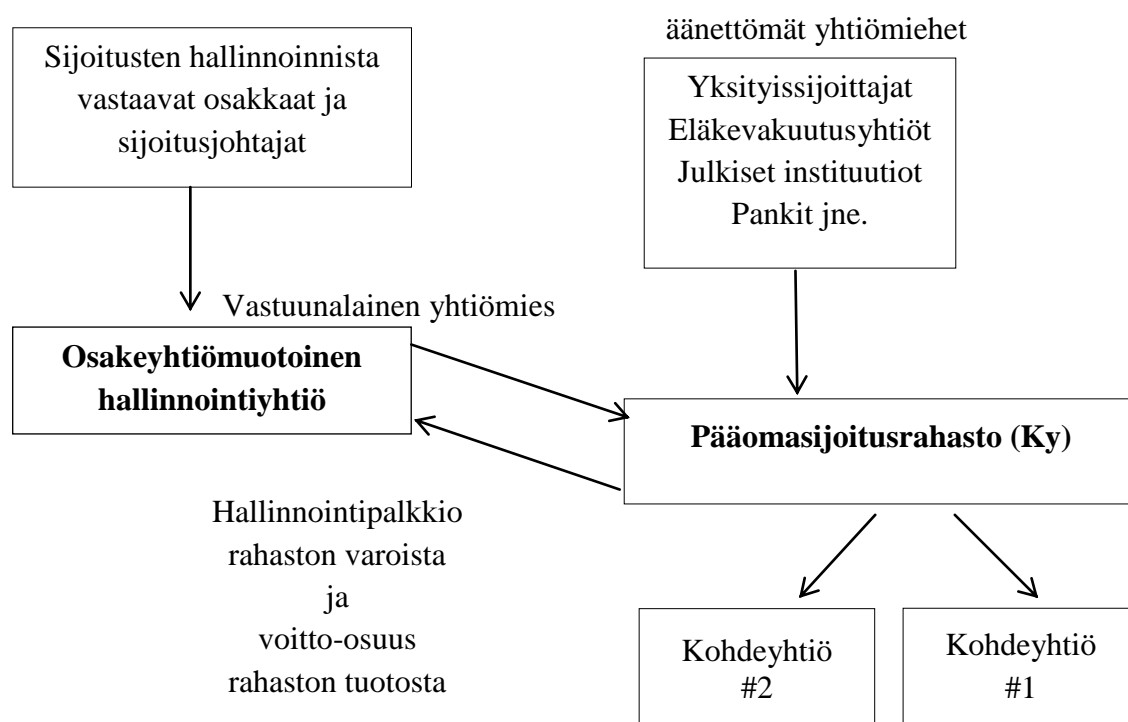 Sijoitusten hallinnoinnista
vastaavat osakkaat ja
sijoitusjohtajat
äänettömät yhtiömiehet
Yksityissijoittajat
Eläkevakuutusyhtiöt
Julkiset instituutiot
Pankit jne.
Vastuunalainen yhtiömies
Osakeyhtiömuotoinen
hallinnointiyhtiö
Pääomasijoitusrahasto (Ky)
Hallinnointipalkkio
rahaston varoista
ja
voitto-osuus
rahaston tuotosta
Kohdeyhtiö
#2
Kohdeyhtiö
#1